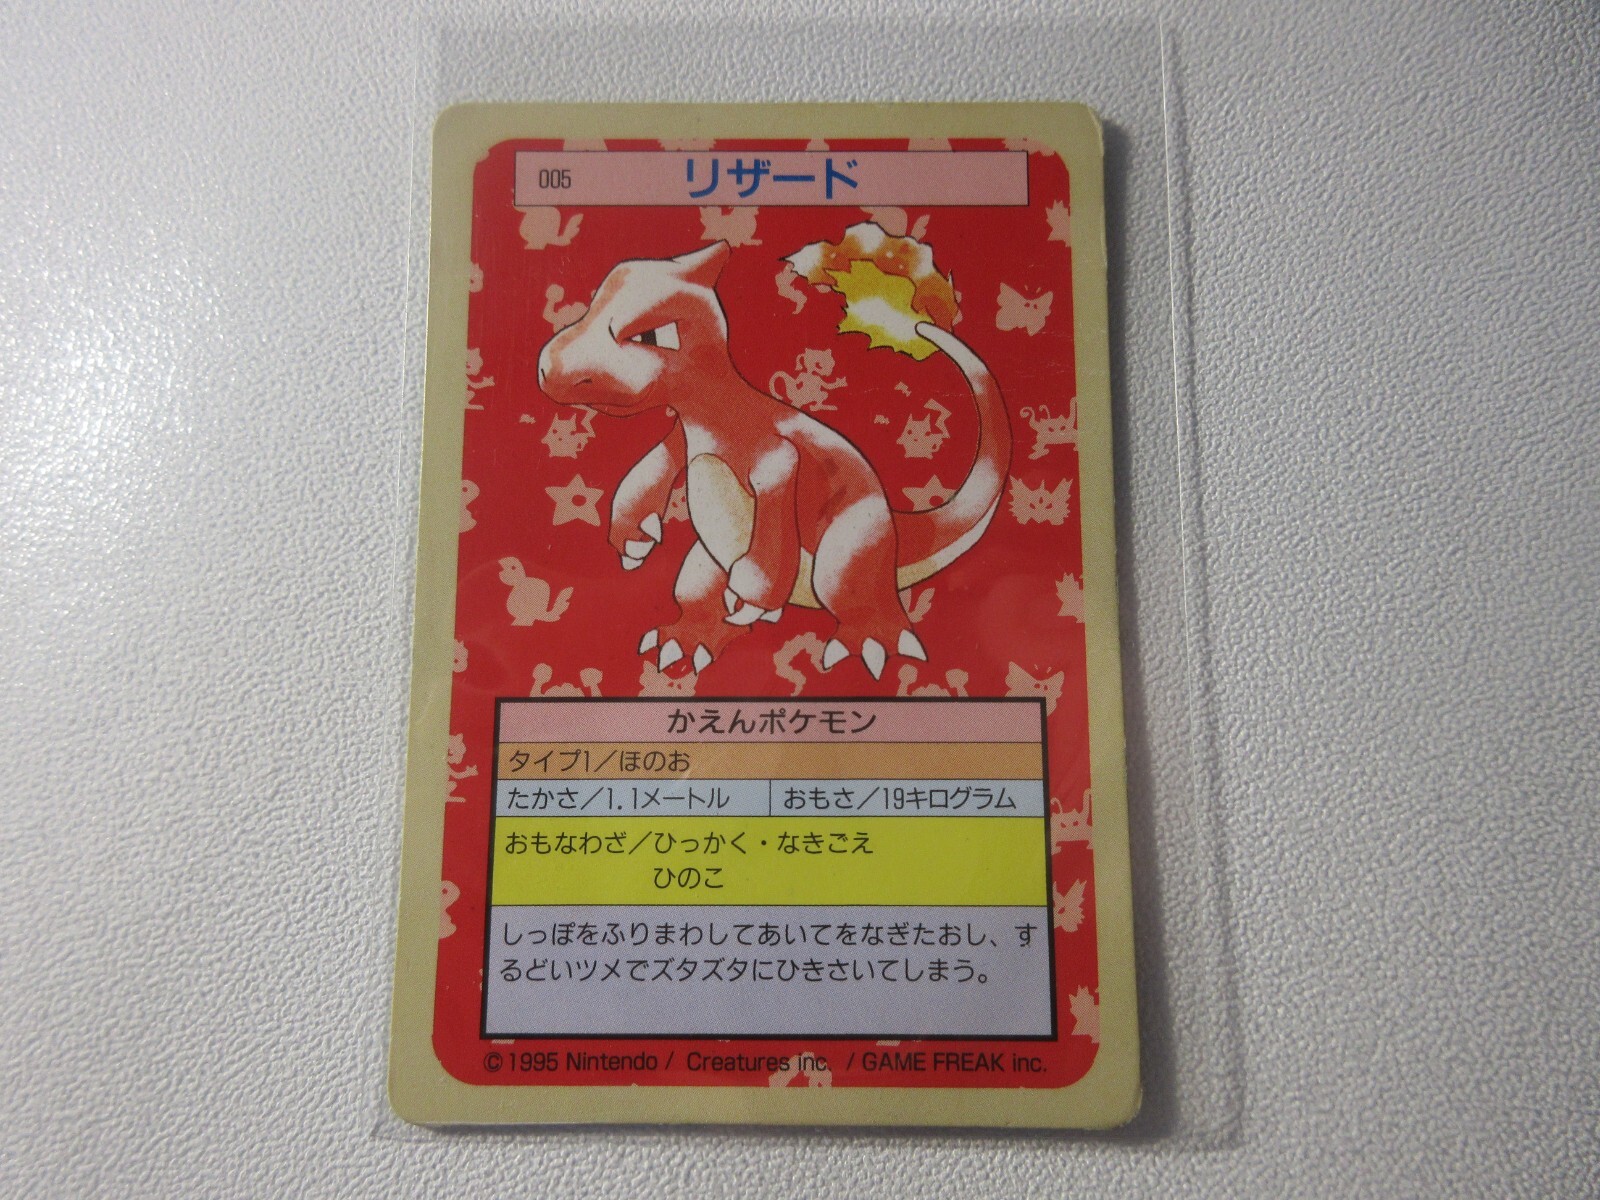 005 リザード
かえんポケモン
タイプ1／ほのお
たかさ／1.1メートル おもさ／19キログラム
おもなわざ／ひっかく・なきごえ
ひのこ
しっぽをふりまわしてあいてをなぎたおし、す
るどいツメでズタズタにひきさいてしまう。
©1995 Nintendo / Creatures inc. / GAME FREAK inc.